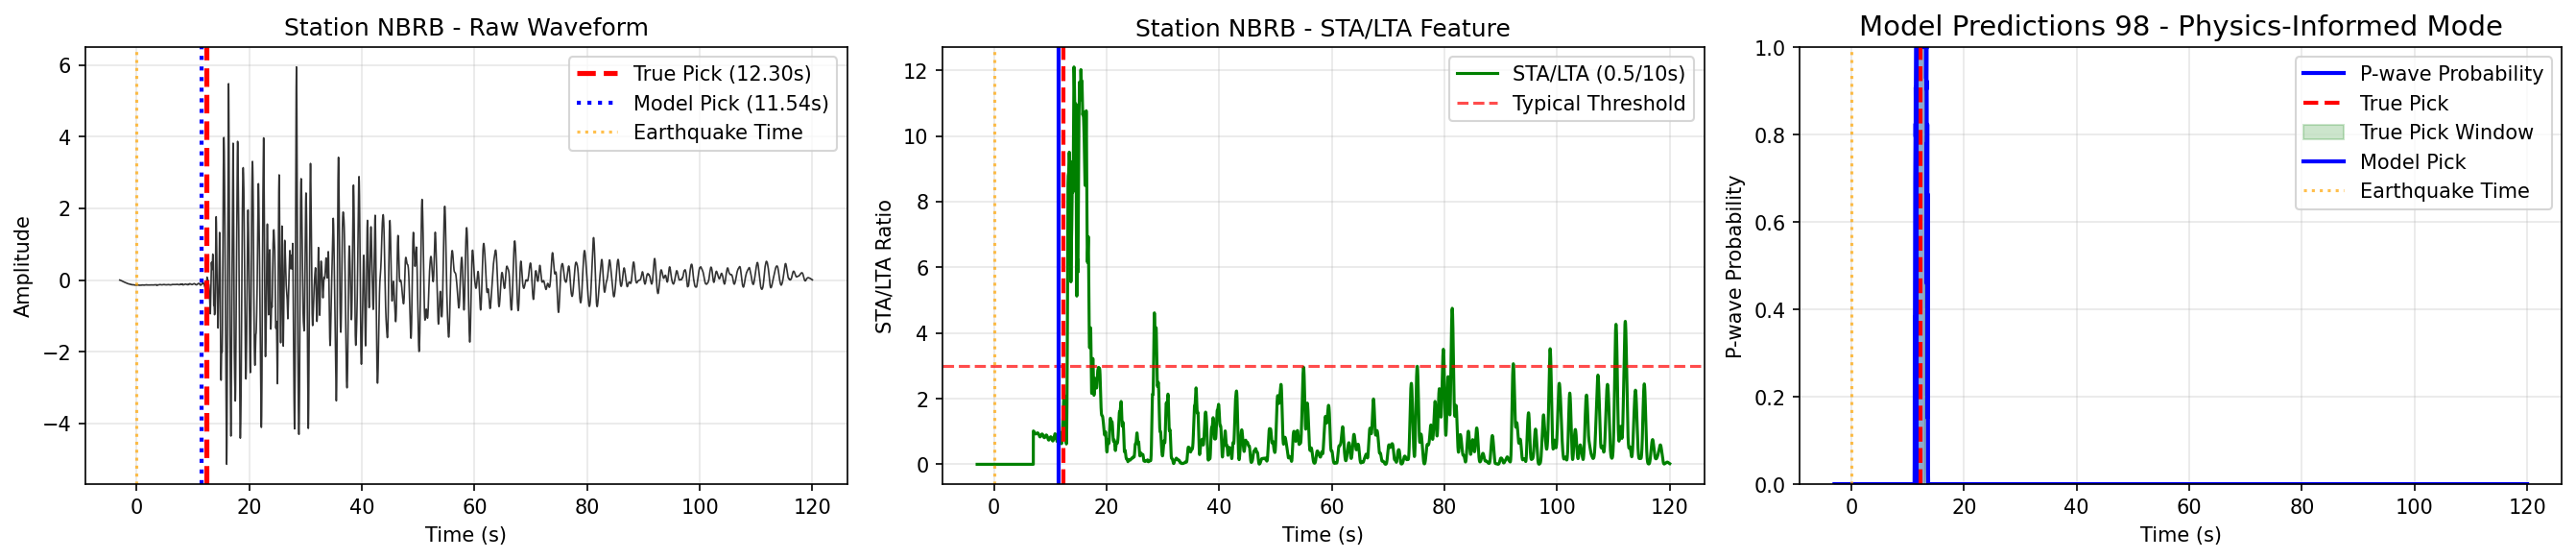 Station NBRB - Raw Waveform
Amplitude
6
4
2
0
−2
−4
True Pick (12.30s)
Model Pick (11.54s)
Earthquake Time
0 20 40 60 80 100 120
Time (s)
Station NBRB - STA/LTA Feature
STA/LTA Ratio
12
10
8
6
4
2
0
STA/LTA (0.5/10s)
Typical Threshold
0 20 40 60 80 100 120
Time (s)
Model Predictions 98 - Physics-Informed Mode
P-wave Probability
1.0
0.8
0.6
0.4
0.2
0.0
P-wave Probability
True Pick
True Pick Window
Model Pick
Earthquake Time
0 20 40 60 80 100 120
Time (s)